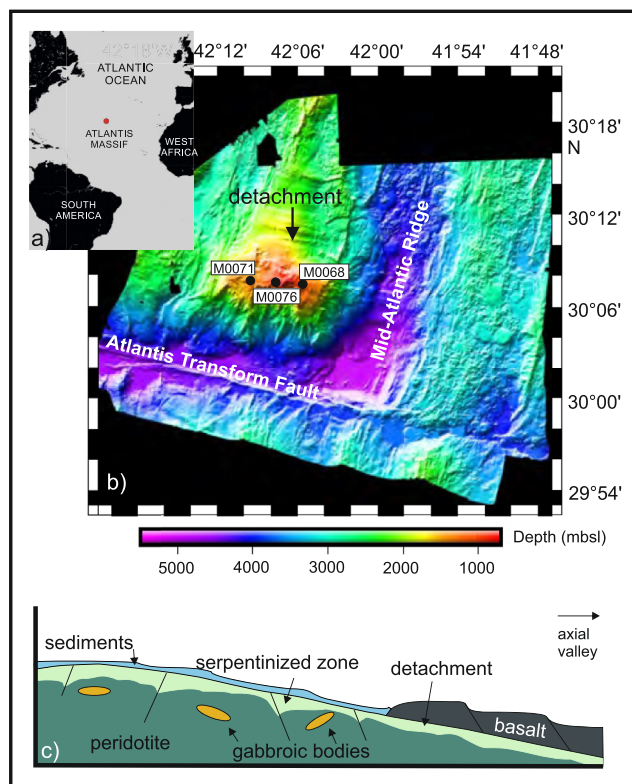 42°18'W 42°12' 42°06' 42°00' 41°54' 41°48'
ATLANTIC
OCEAN
ATLANTIS
MASSIF
WEST
AFRICA
SOUTH
AMERICA
a)
30°18'
N
30°12'
30°06'
30°00'
29°54'
detachment
M0071
M0068
M0076
Mid-Atlantic Ridge
Atlantis Transform Fault
b)
Depth (mbsl)
5000 4000 3000 2000 1000
axial
valley
sediments
serpentinized zone
detachment
basalt
peridotite
gabbroic bodies
c)